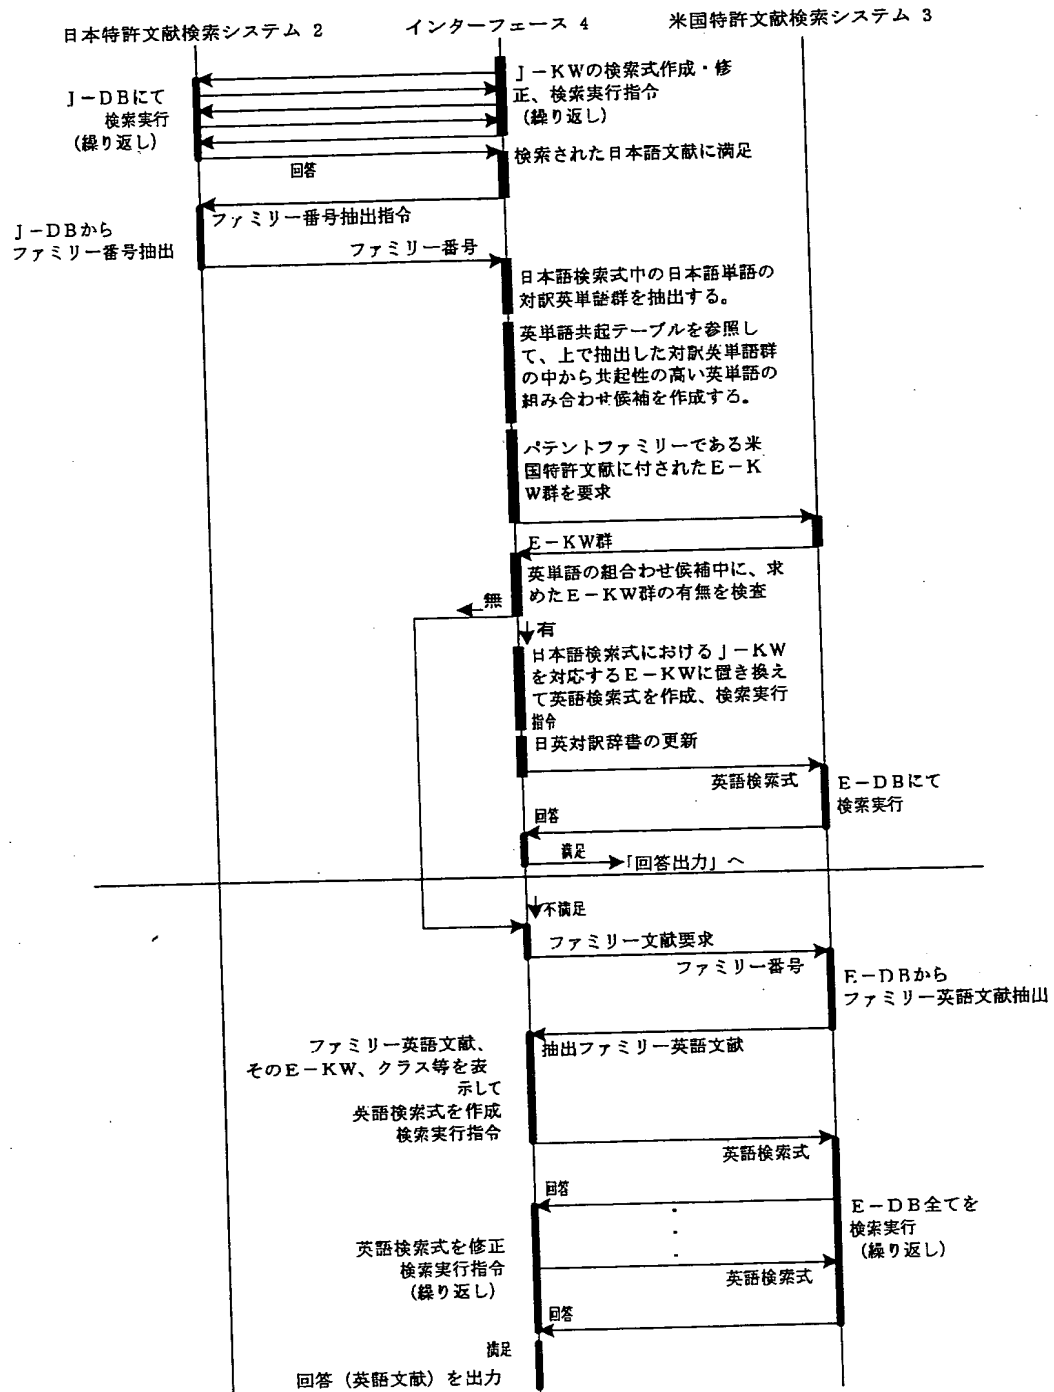 日本特許文献検索システム 2
インターフェース 4
米国特許文献検索システム 3
J－KWの検索式作成・修
正、検索実行指令
(繰り返し)
J－DBにて
検索実行
(繰り返し)
回答
検索された日本語文献に満足
ファミリー番号抽出指令
J－DBから
ファミリー番号抽出
ファミリー番号
日本語検索式中の日本語単語の
対訳英単語群を抽出する。
英単語共起テーブルを参照し
て、上で抽出した対訳英単語群
の中から共起性の高い英単語の
組み合わせ候補を作成する。
パテントファミリーである米
国特許文献に付されたE－K
W群を要求
E－KW群
英単語の組合わせ候補中に、求
めたE－KW群の有無を検査
無
有
日本語検索式におけるJ－KW
を対応するE－KWに置き換え
て英語検索式を作成、検索実行
指令
日英対訳辞書の更新
英語検索式
E－DBにて
検索実行
回答
満足
「回答出力」へ
不満足
ファミリー文献要求
ファミリー番号
E－DBから
ファミリー英語文献抽出
抽出ファミリー英語文献
ファミリー英語文献、
そのE－KW、クラス等を表
示して
英語検索式を作成
検索実行指令
英語検索式
回答
E－DB全てを
検索実行
(繰り返し)
英語検索式を修正
検索実行指令
(繰り返し)
英語検索式
回答
満足
回答（英語文献）を出力